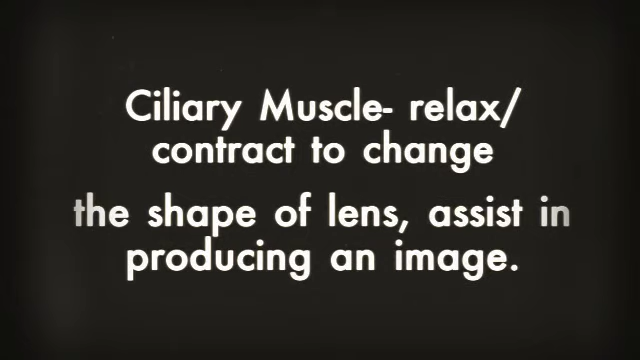 Ciliary Muscle- relax/
contract to change
the shape of lens, assist in
producing an image.